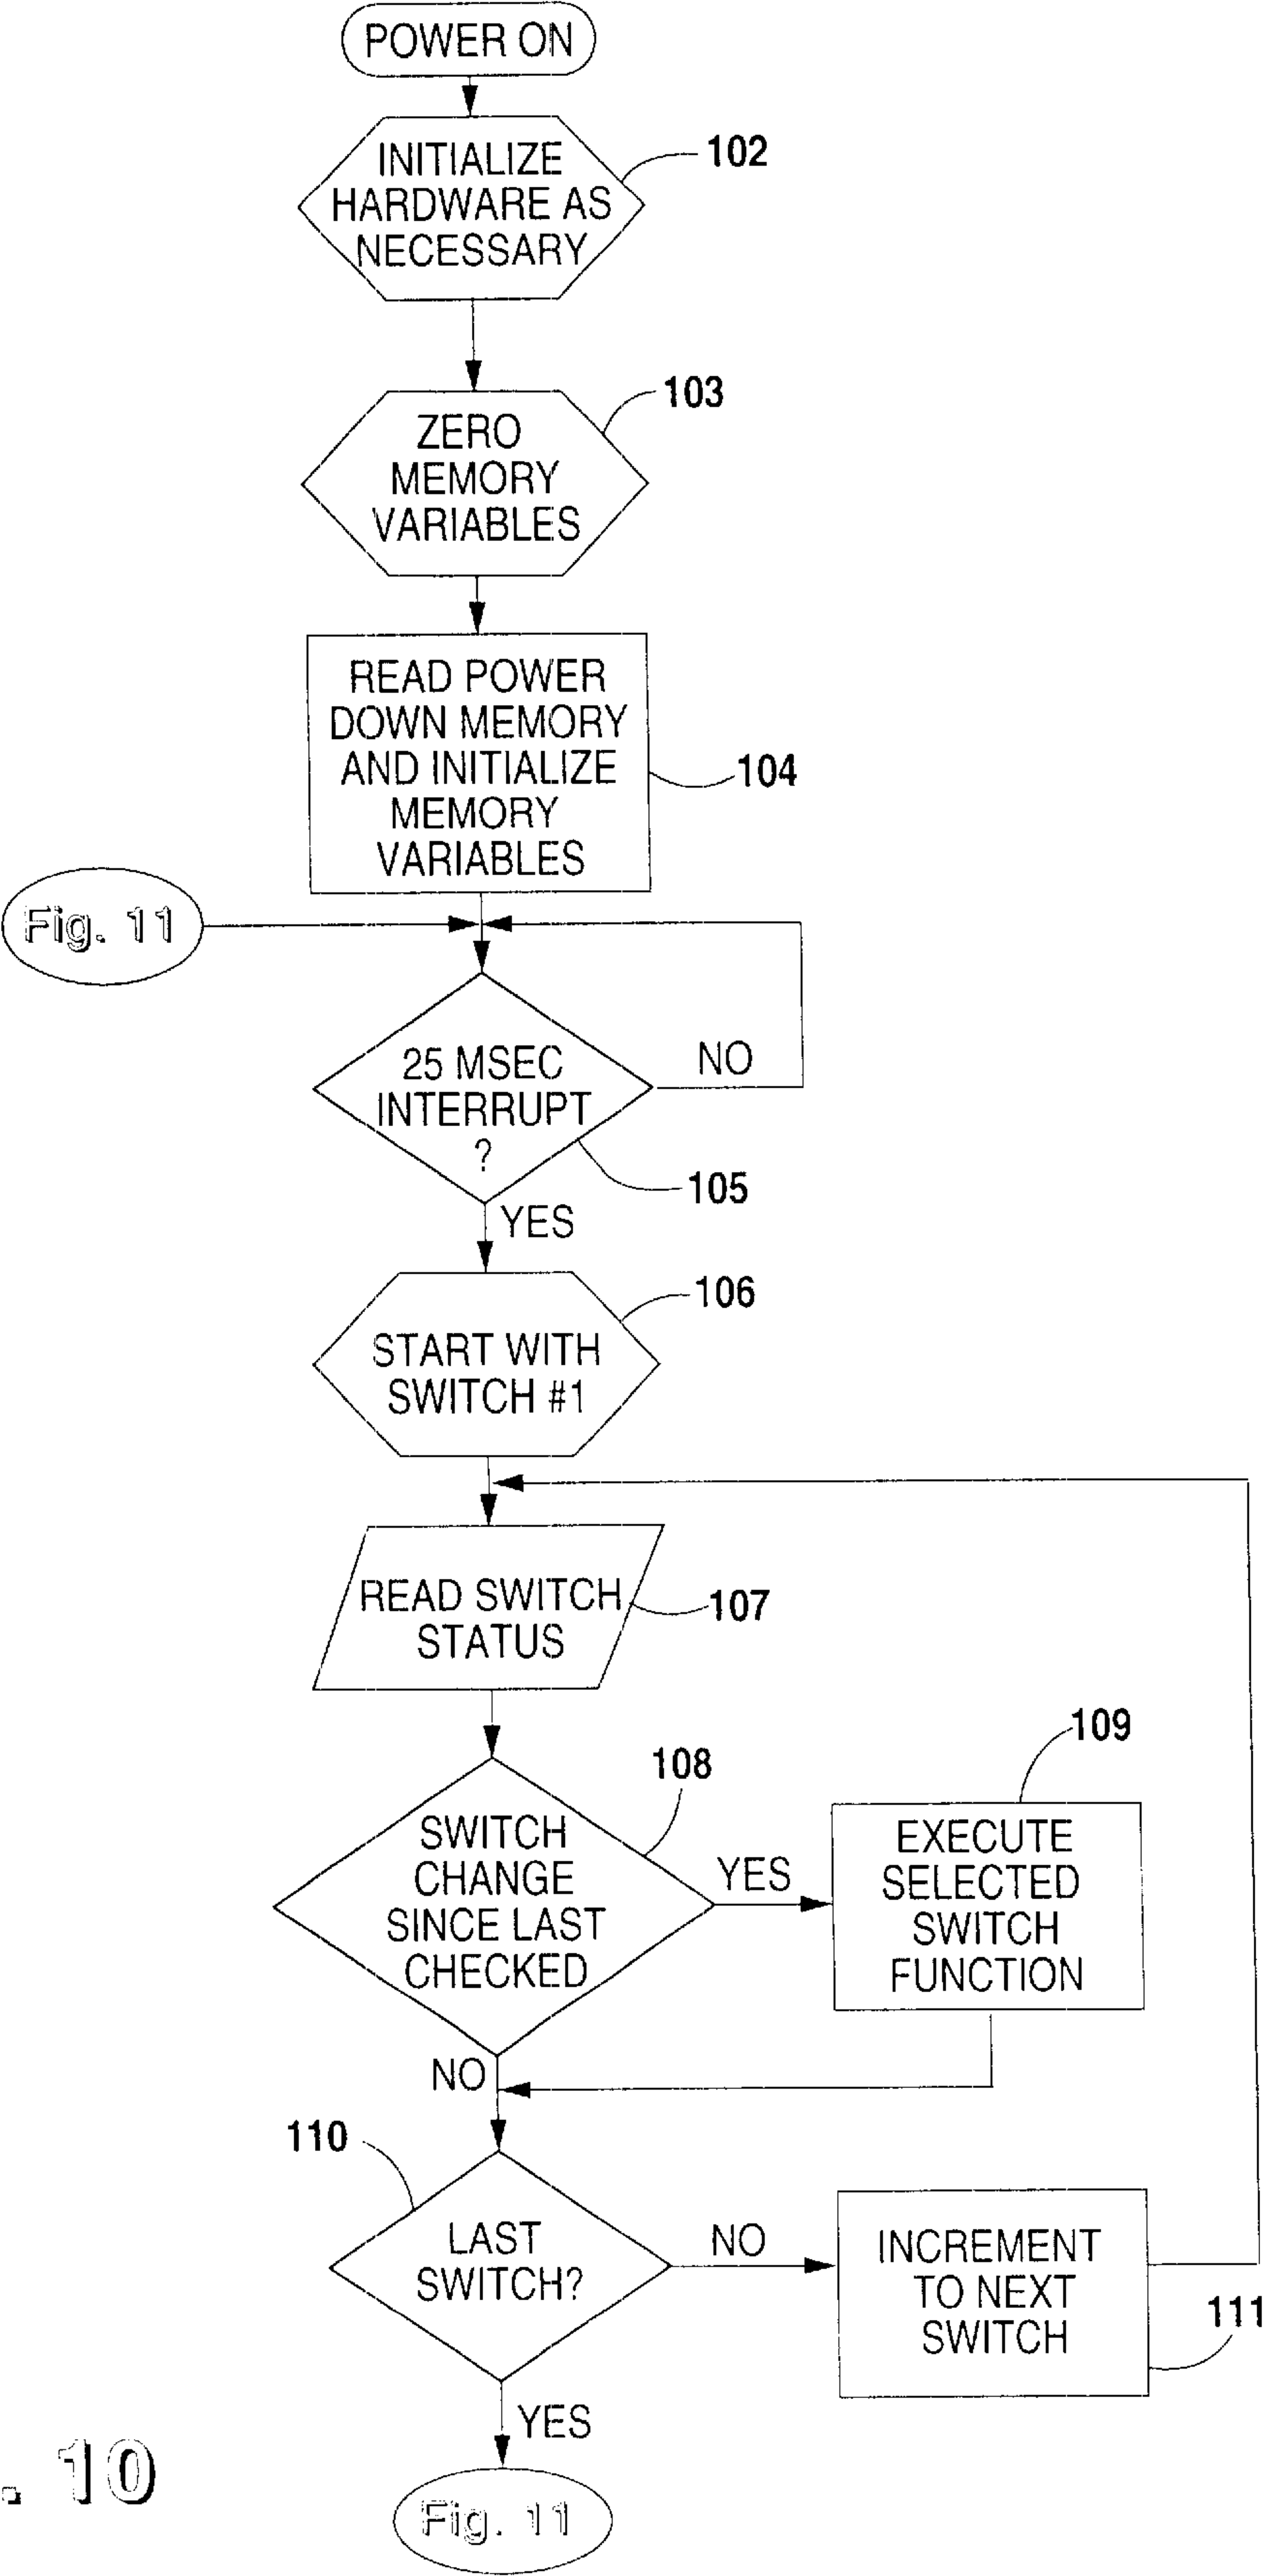 POWER ON
INITIALIZE
HARDWARE AS
NECESSARY
102
ZERO
MEMORY
VARIABLES
103
READ POWER
DOWN MEMORY
AND INITIALIZE
MEMORY
VARIABLES
104
Fig. 11
25 MSEC
INTERRUPT
?
NO
105
YES
START WITH
SWITCH #1
106
READ SWITCH
STATUS
107
SWITCH
CHANGE
SINCE LAST
CHECKED
108
YES
EXECUTE
SELECTED
SWITCH
FUNCTION
109
NO
110
LAST
SWITCH?
NO
INCREMENT
TO NEXT
SWITCH
111
YES
Fig. 11
. 10